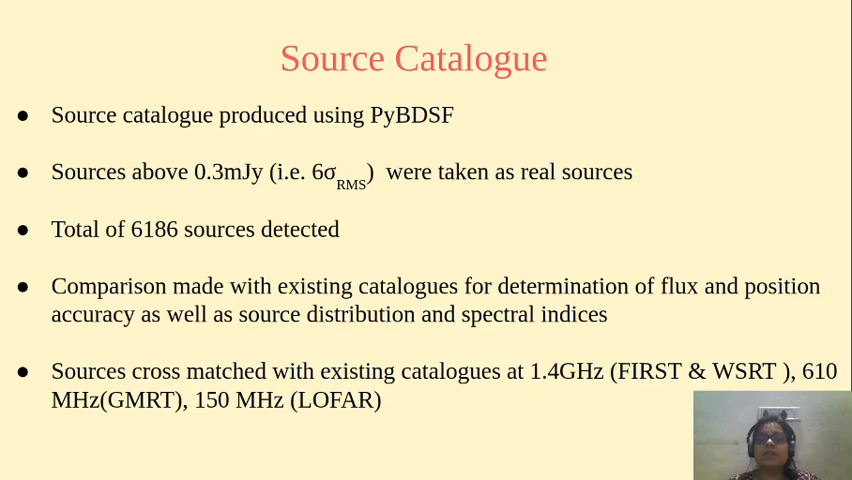 Source Catalogue
● Source catalogue produced using PyBDSF
● Sources above 0.3mJy (i.e. 6σRMS) were taken as real sources
● Total of 6186 sources detected
● Comparison made with existing catalogues for determination of flux and position
accuracy as well as source distribution and spectral indices
● Sources cross matched with existing catalogues at 1.4GHz (FIRST & WSRT ), 610
MHz(GMRT), 150 MHz (LOFAR)